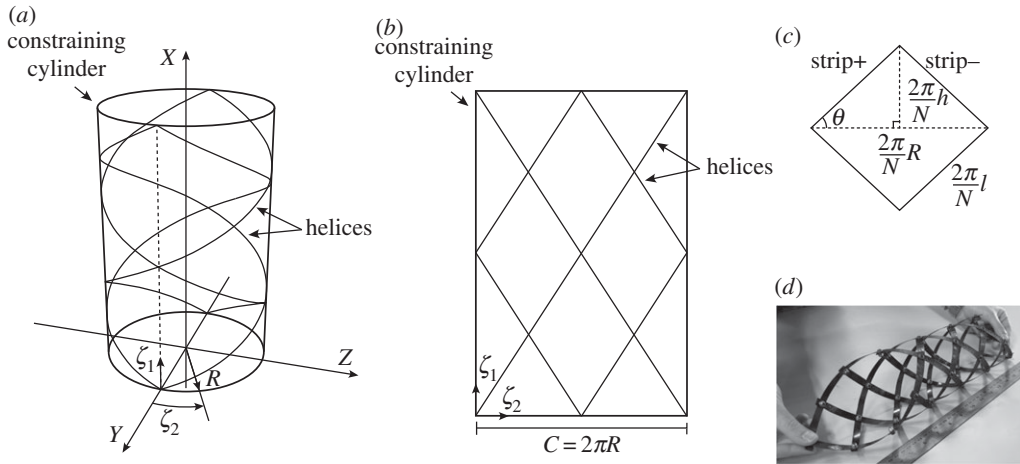 (a)
constraining
cylinder
X
helices
Z
ζ1
R
ζ2
Y
(b)
constraining
cylinder
helices
ζ1
ζ2
C = 2πR
(c)
strip+
strip–
2π/N h
θ
2π/N R
2π/N l
(d)